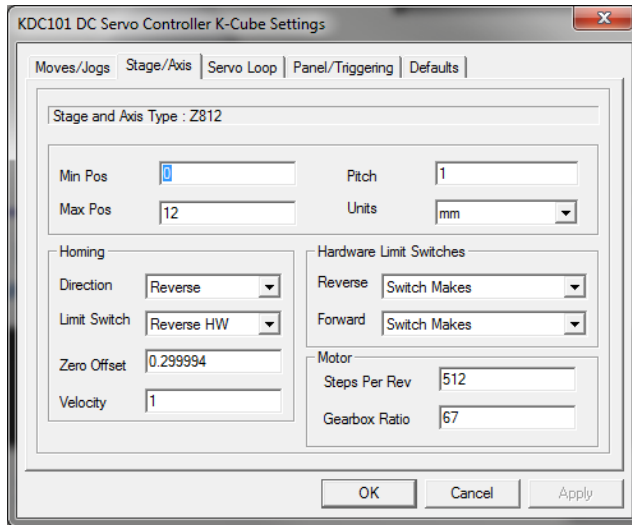 KDC101 DC Servo Controller K-Cube Settings
Moves/Jogs Stage/Axis Servo Loop Panel/Triggering Defaults
Stage and Axis Type : Z812
Min Pos 0 Pitch 1
Max Pos 12 Units mm
Homing
Direction Reverse
Limit Switch Reverse HW
Zero Offset 0.299994
Velocity 1
Hardware Limit Switches
Reverse Switch Makes
Forward Switch Makes
Motor
Steps Per Rev 512
Gearbox Ratio 67
OK Cancel Apply